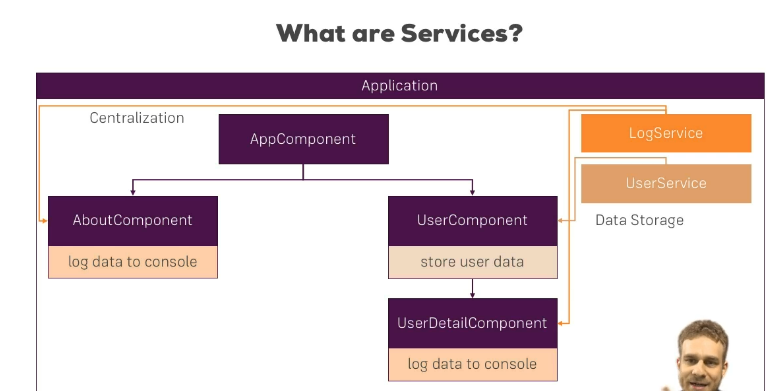 What are Services?
Application
Centralization
AppComponent
LogService
UserService
AboutComponent
UserComponent
Data Storage
log data to console
store user data
UserDetailComponent
log data to console